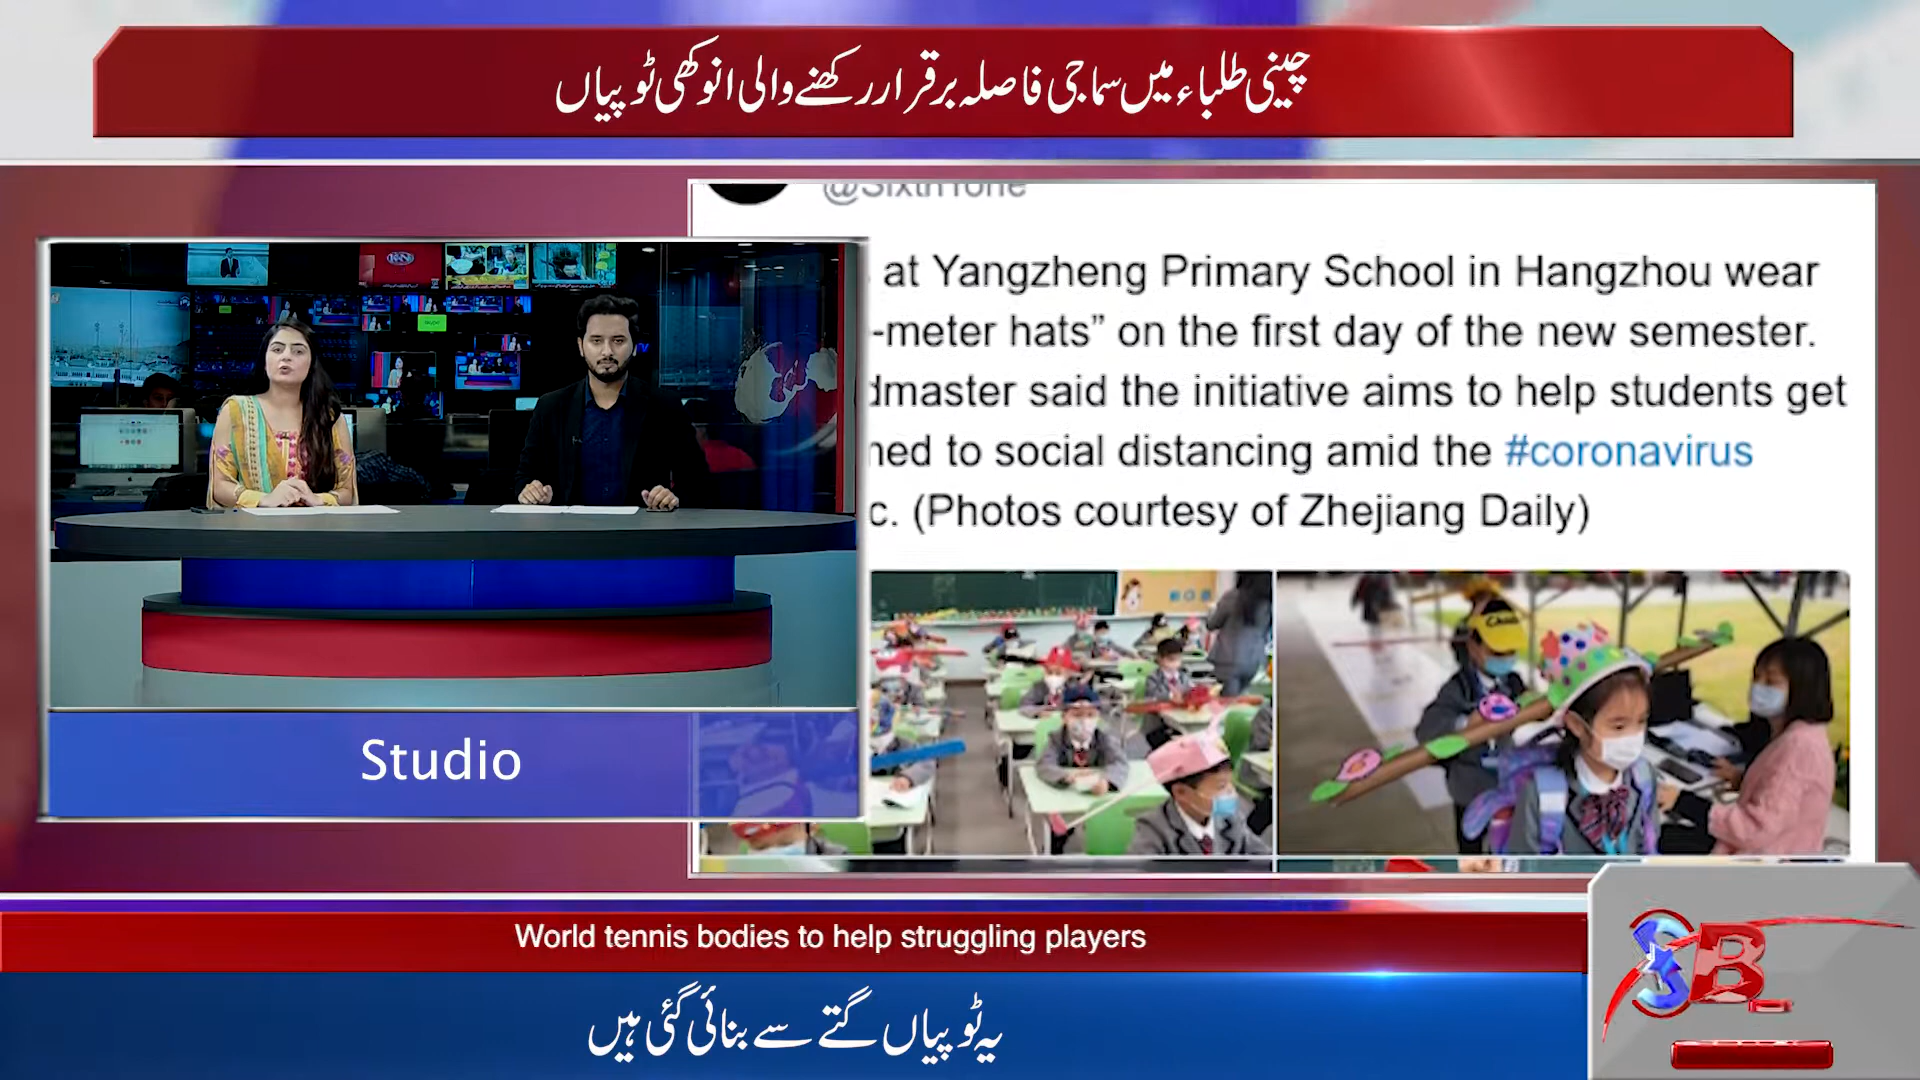 چینی طلباء میں سماجی فاصلہ برقرار رکھنے والی انوکھی ٹوپیاں
@SixthTone
at Yangzheng Primary School in Hangzhou wear
-meter hats” on the first day of the new semester.
dmaster said the initiative aims to help students get
ned to social distancing amid the #coronavirus
c. (Photos courtesy of Zhejiang Daily)
Studio
World tennis bodies to help struggling players
یہ ٹوپیاں گتے سے بنائی گئی ہیں
SB